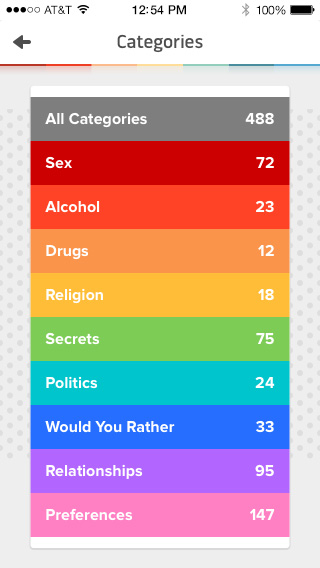 AT&T 12:54 PM 100%
Categories
All Categories 488
Sex 72
Alcohol 23
Drugs 12
Religion 18
Secrets 75
Politics 24
Would You Rather 33
Relationships 95
Preferences 147